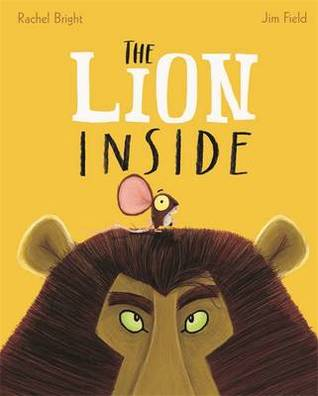 Rachel Bright
Jim Field
THE
LION
INSIDE